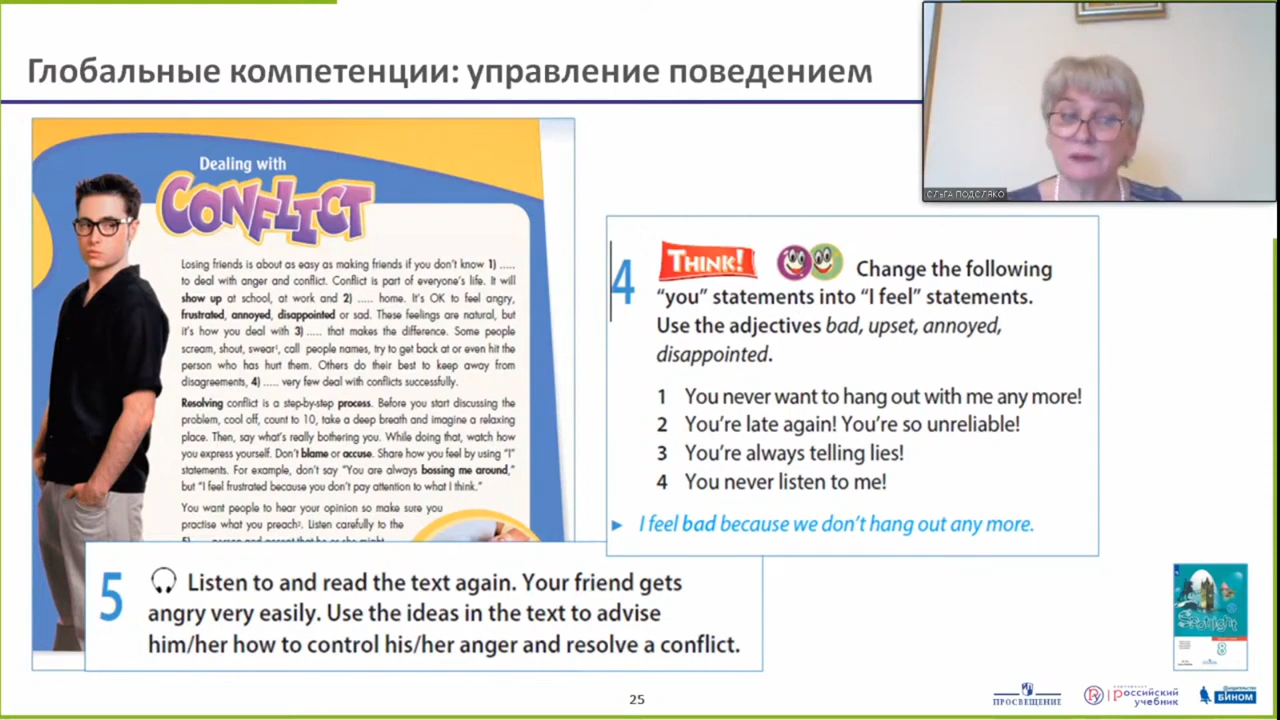 Глобальные компетенции: управление поведением
Dealing with
CONFLICT
Losing friends is about as easy as making friends if you don't know 1) .....
to deal with anger and conflict. Conflict is part of everyone's life. It will
show up at school, at work and 2) ..... home. It's OK to feel angry,
frustrated, annoyed, disappointed or sad. These feelings are natural, but
it's how you deal with 3) ..... that makes the difference. Some people
scream, shout, swear¹, call people names, try to get back at or even hit the
person who has hurt them. Others do their best to keep away from
disagreements, 4) ..... very few deal with conflicts successfully.
Resolving conflict is a step-by-step process. Before you start discussing the
problem, cool off, count to 10, take a deep breath and imagine a relaxing
place. Then, say what's really bothering you. While doing that, watch how
you express yourself. Don't blame or accuse. Share how you feel by using "I"
statements. For example, don't say "You are always bossing me around,"
but "I feel frustrated because you don't pay attention to what I think."
You want people to hear your opinion so make sure you
practise what you preach². Listen carefully to the
4 THINK! Change the following
"you" statements into "I feel" statements.
Use the adjectives bad, upset, annoyed,
disappointed.
1 You never want to hang out with me any more!
2 You're late again! You're so unreliable!
3 You're always telling lies!
4 You never listen to me!
► I feel bad because we don't hang out any more.
5 Listen to and read the text again. Your friend gets
angry very easily. Use the ideas in the text to advise
him/her how to control his/her anger and resolve a conflict.
Spotlight
8
25
ПРОСВЕЩЕНИЕ
российский
учебник
БИНОМ